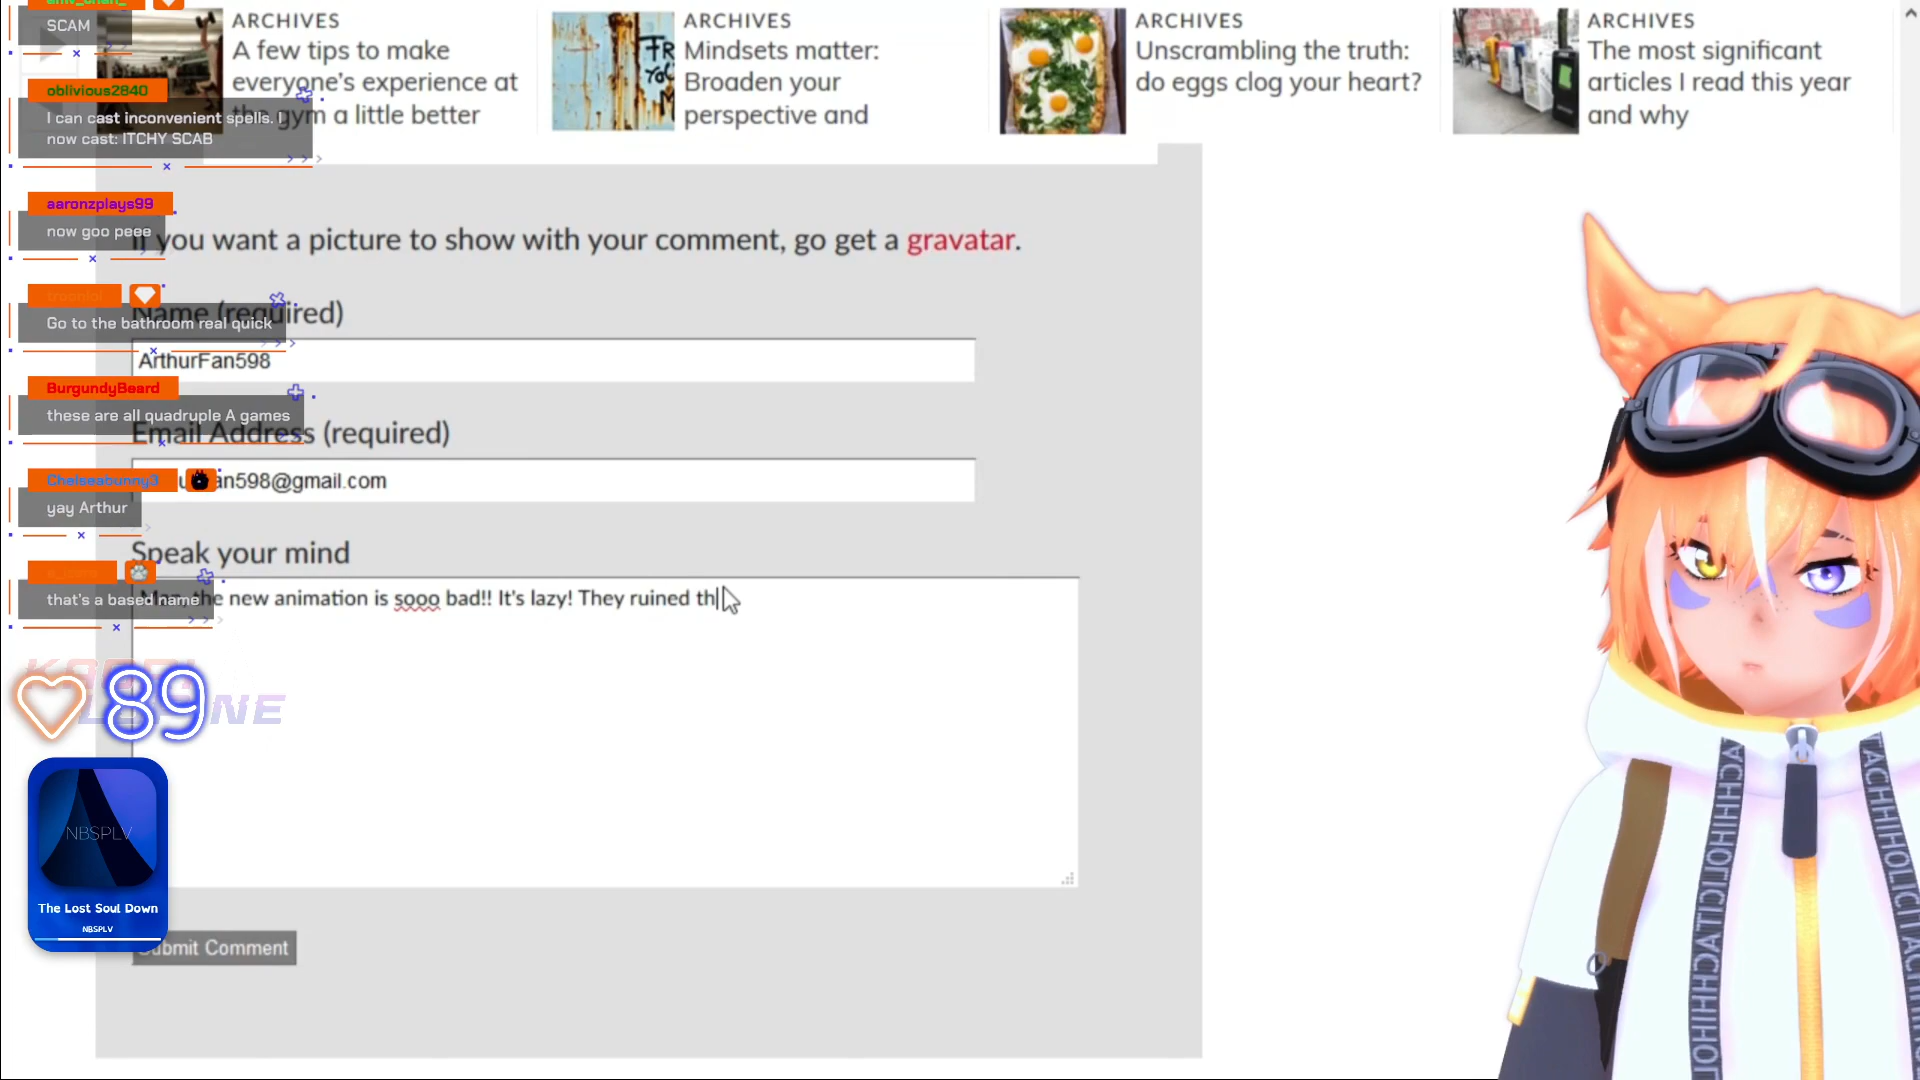 SCAM
oblivious2840
I can cast inconvenient spells. I
now cast: ITCHY SCAB
aaronzplays99
now goo peee
Go to the bathroom real quick
BurgundyBeard
these are all quadruple A games
Chelseabunny3
yay Arthur
that's a based name
89
NBSPLV
The Lost Soul Down
NBSPLV
ARCHIVES
A few tips to make
everyone's experience at
the gym a little better
ARCHIVES
Mindsets matter:
Broaden your
perspective and
ARCHIVES
Unscrambling the truth:
do eggs clog your heart?
ARCHIVES
The most significant
articles I read this year
and why
If you want a picture to show with your comment, go get a gravatar.
Name (required)
ArthurFan598
Email Address (required)
an598@gmail.com
Speak your mind
the new animation is sooo bad!! It's lazy! They ruined th
Submit Comment